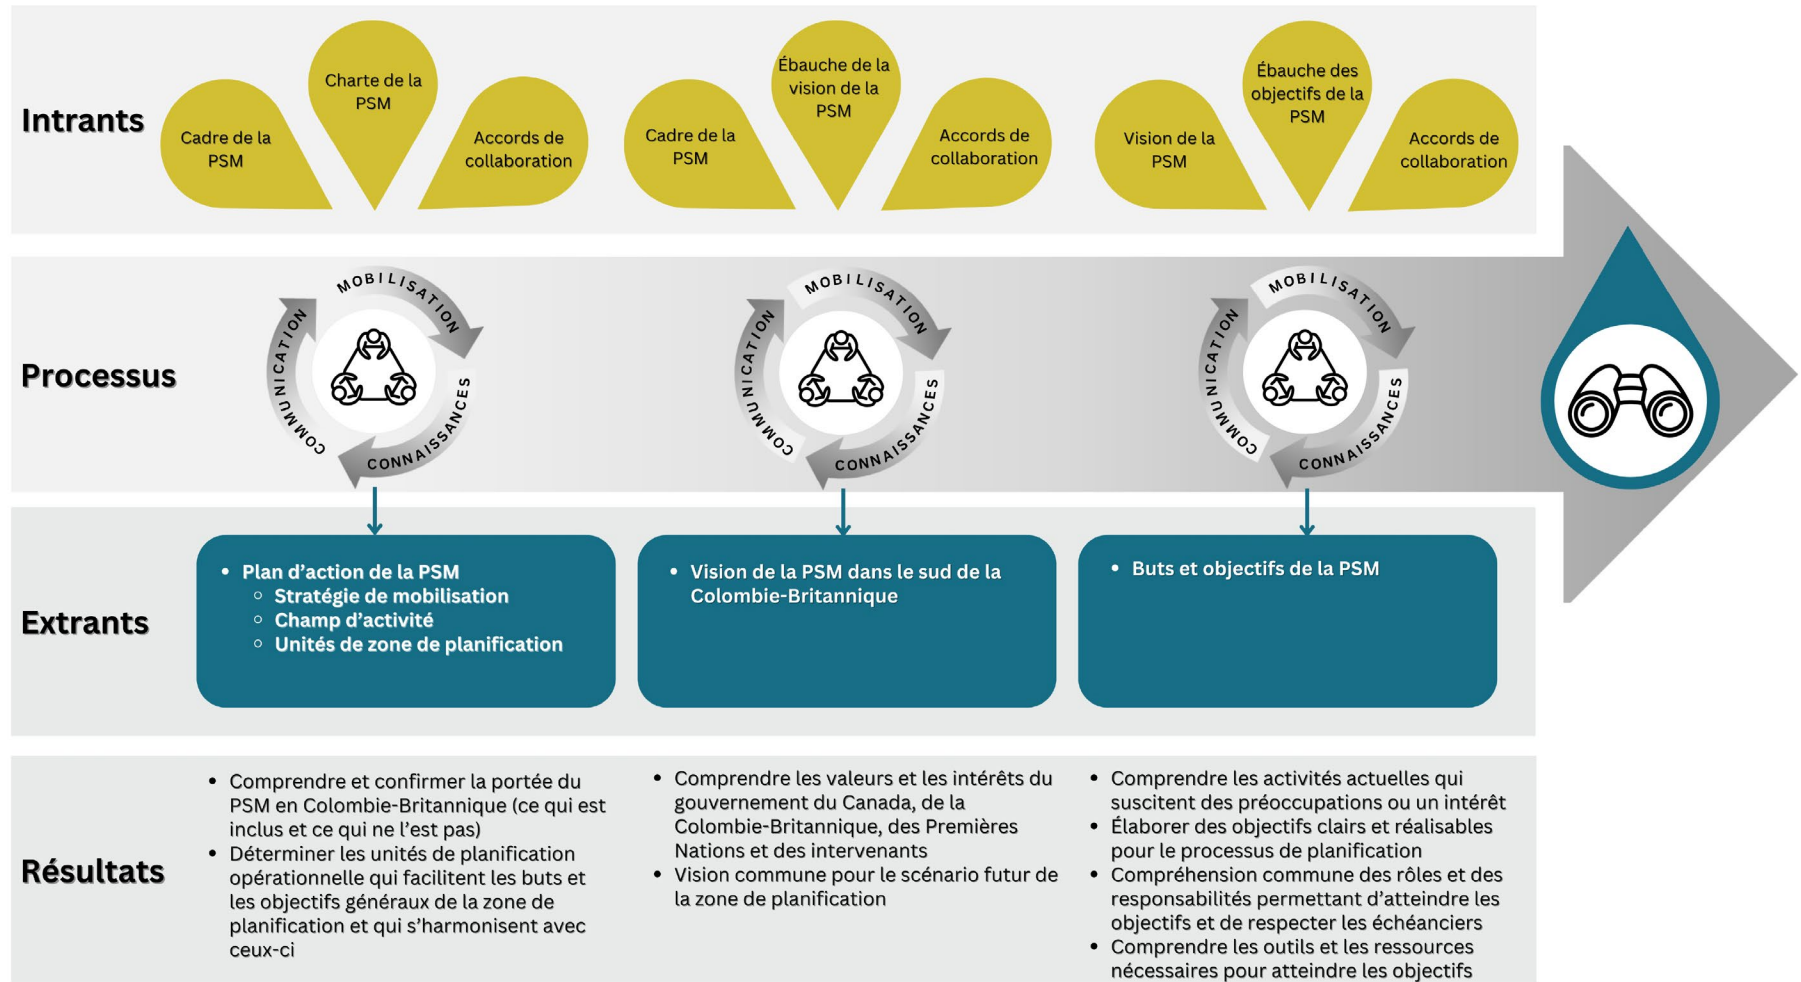 Intrants
Cadre de la
PSM
Charte de la
PSM
Accords de
collaboration
Cadre de la
PSM
Ébauche de la
vision de la
PSM
Accords de
collaboration
Vision de la
PSM
Ébauche des
objectifs de la
PSM
Accords de
collaboration
Processus
MOBILISATION
CONNAISSANCES
COMMUNICATION
MOBILISATION
CONNAISSANCES
COMMUNICATION
MOBILISATION
CONNAISSANCES
COMMUNICATION
Extrants
• Plan d'action de la PSM
◦ Stratégie de mobilisation
◦ Champ d'activité
◦ Unités de zone de planification
• Vision de la PSM dans le sud de la
Colombie-Britannique
• Buts et objectifs de la PSM
Résultats
• Comprendre et confirmer la portée du
PSM en Colombie-Britannique (ce qui est
inclus et ce qui ne l'est pas)
• Déterminer les unités de planification
opérationnelle qui facilitent les buts et
les objectifs généraux de la zone de
planification et qui s'harmonisent avec
ceux-ci
• Comprendre les valeurs et les intérêts du
gouvernement du Canada, de la
Colombie-Britannique, des Premières
Nations et des intervenants
• Vision commune pour le scénario futur de
la zone de planification
• Comprendre les activités actuelles qui
suscitent des préoccupations ou un intérêt
• Élaborer des objectifs clairs et réalisables
pour le processus de planification
• Compréhension commune des rôles et des
responsabilités permettant d'atteindre les
objectifs et de respecter les échéanciers
• Comprendre les outils et les ressources
nécessaires pour atteindre les objectifs